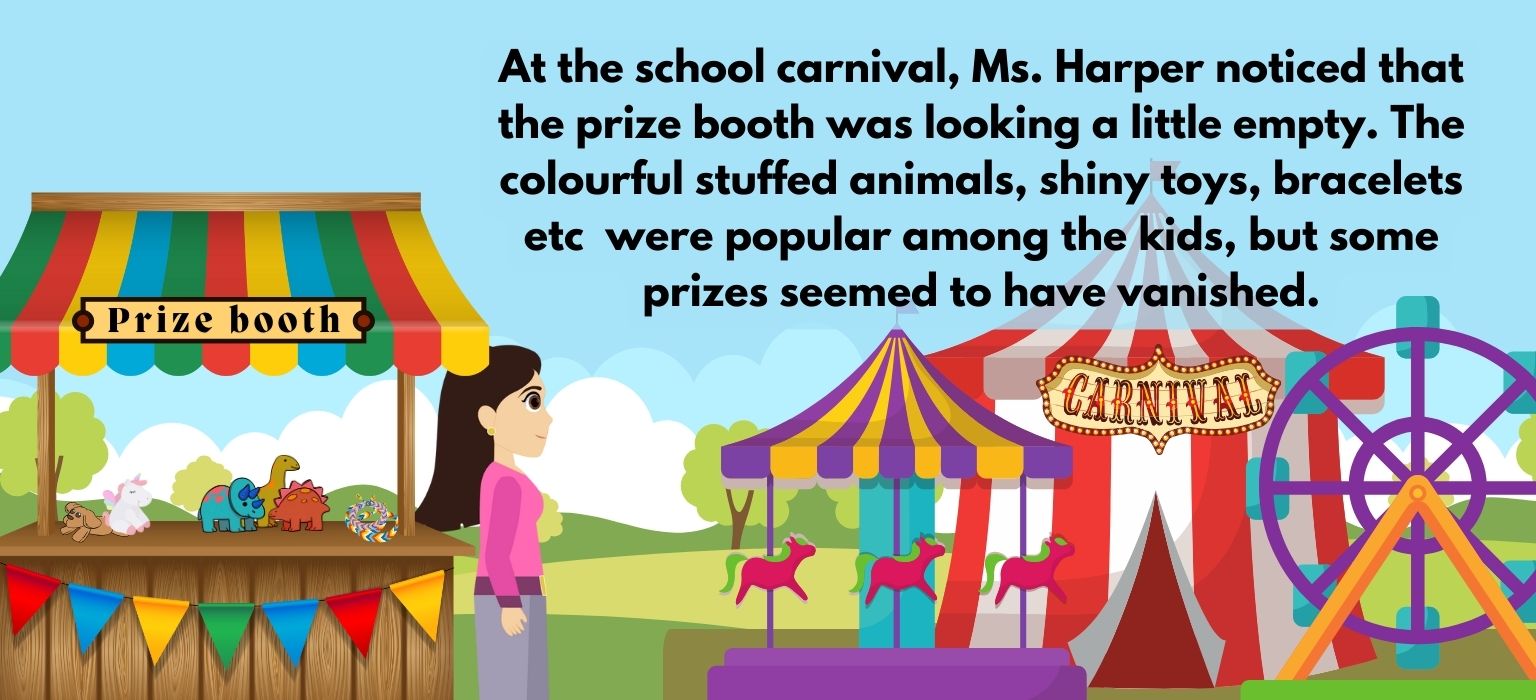 At the school carnival, Ms. Harper noticed that
the prize booth was looking a little empty. The
colourful stuffed animals, shiny toys, bracelets
etc  were popular among the kids, but some
prizes seemed to have vanished.
Prize booth
CARNIVAL